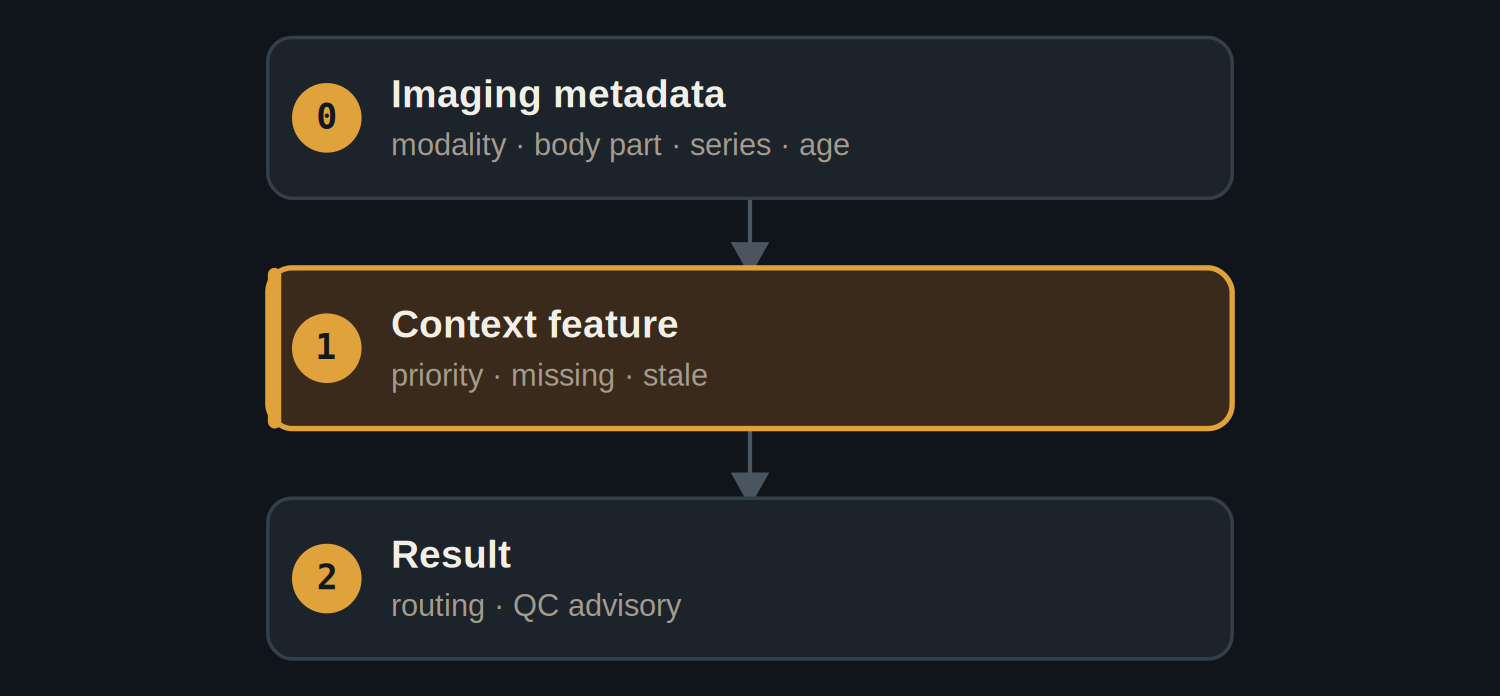 0
Imaging metadata
modality · body part · series · age
1
Context feature
priority · missing · stale
2
Result
routing · QC advisory